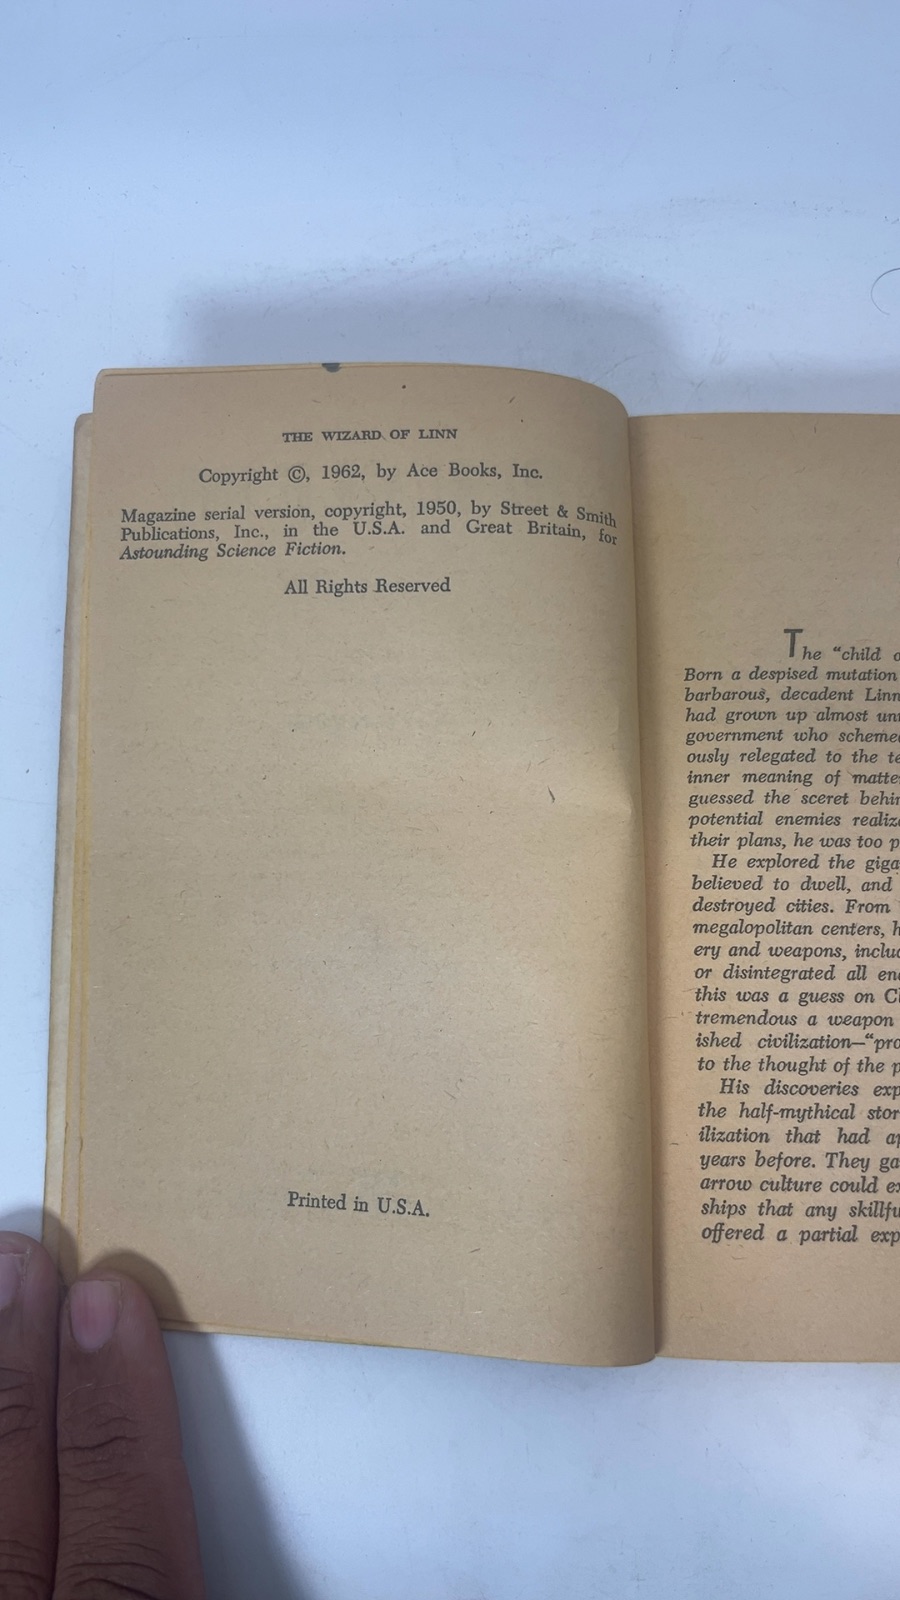 THE WIZARD OF LINN
Copyright ©, 1962, by Ace Books, Inc.
Magazine serial version, copyright, 1950, by Street & Smith
Publications, Inc., in the U.S.A. and Great Britain, for
Astounding Science Fiction.
All Rights Reserved
Printed in U.S.A.
The “child
Born a despised mutation
barbarous, decadent Linn
had grown up almost
government who
ously relegated to the
inner meaning of
guessed the sceret
potential enemies
their plans, he was too
He explored the
believed to dwell, and
destroyed cities. From
megalopolitan centers,
ery and weapons,
or disintegrated all
this was a guess on
tremendous a weapon
ished civilization—“
to the thought of the
His discoveries
the half-mythical
ilization that had
years before. They
arrow culture could
ships that any
offered a partial